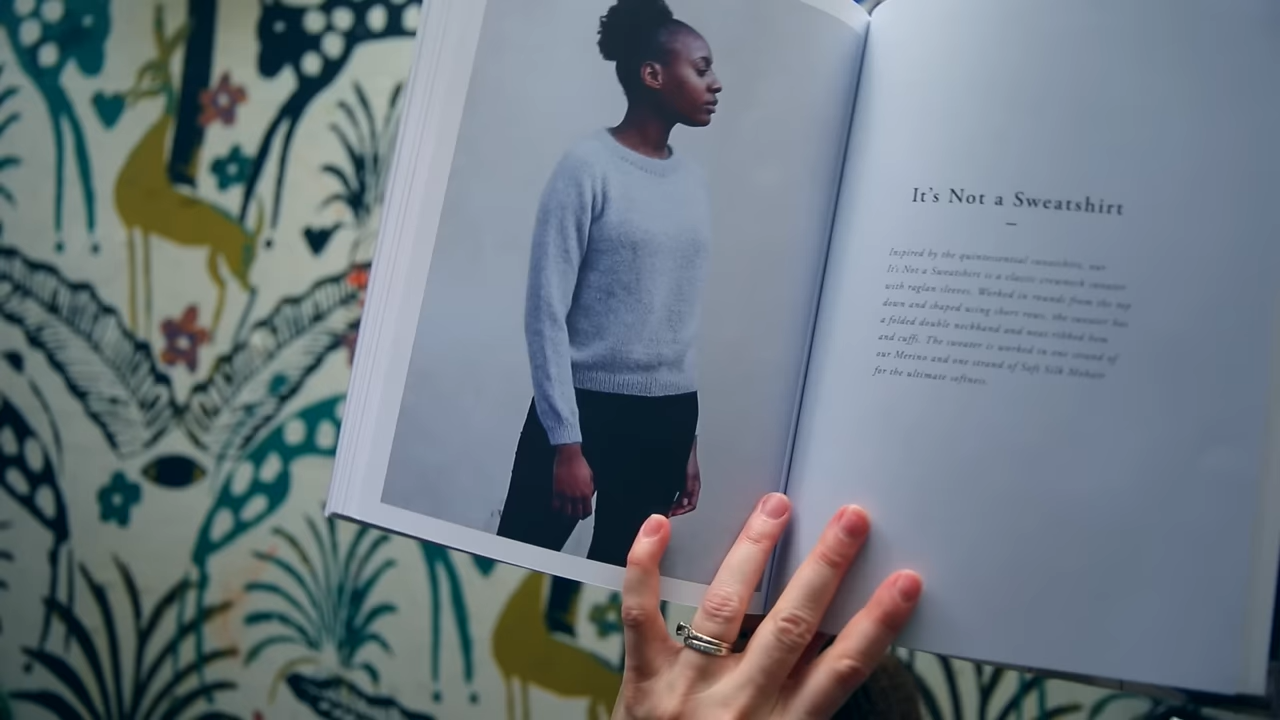 It's Not a Sweatshirt
Inspired by the quintessential sweatshirt, our
It's Not a Sweatshirt is a classic crewneck sweater
with raglan sleeves. Worked in rounds from the top
down and shaped using short rows, the sweater has
a folded double neckband and neat ribbed hem
and cuffs. The sweater is worked in one strand of
our Merino and one strand of Soft Silk Mohair
for the ultimate softness.